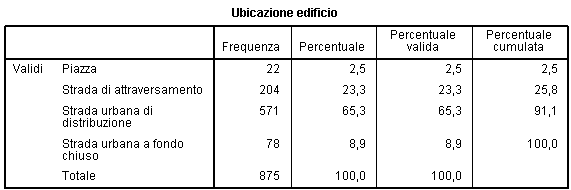 Ubicazione edificio
Frequenza Percentuale Percentuale valida Percentuale cumulata
Validi Piazza 22 2,5 2,5 2,5
Strada di attraversamento 204 23,3 23,3 25,8
Strada urbana di distribuzione 571 65,3 65,3 91,1
Strada urbana a fondo chiuso 78 8,9 8,9 100,0
Totale 875 100,0 100,0